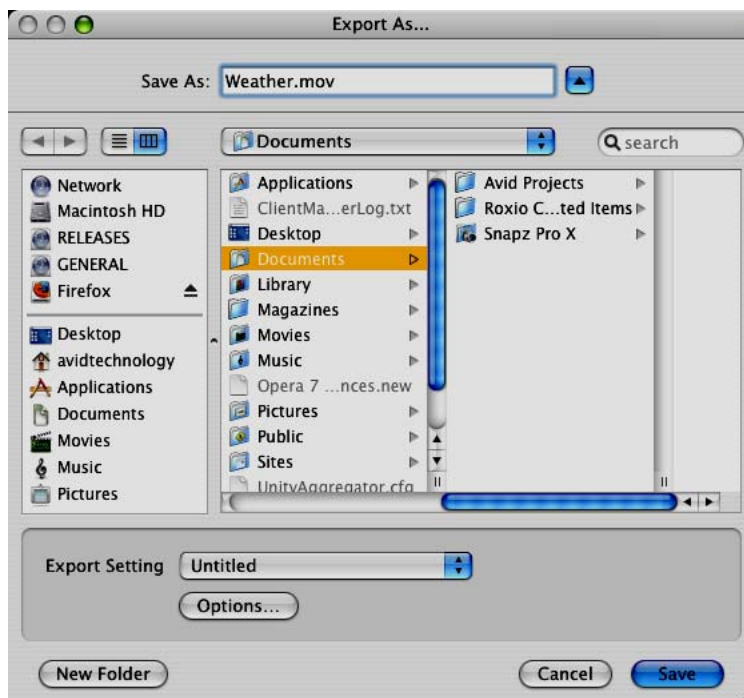 Export As...
Save As: Weather.mov
Documents
search
Network
Macintosh HD
RELEASES
GENERAL
Firefox
Desktop
avidtechnology
Applications
Documents
Movies
Music
Pictures
Applications
ClientMa...erLog.txt
Desktop
Documents
Library
Magazines
Movies
Music
Opera 7 ...nces.new
Pictures
Public
Sites
UnityAggregator.cfg
Avid Projects
Roxio C...ted Items
Snapz Pro X
Export Setting Untitled
Options...
New Folder Cancel Save